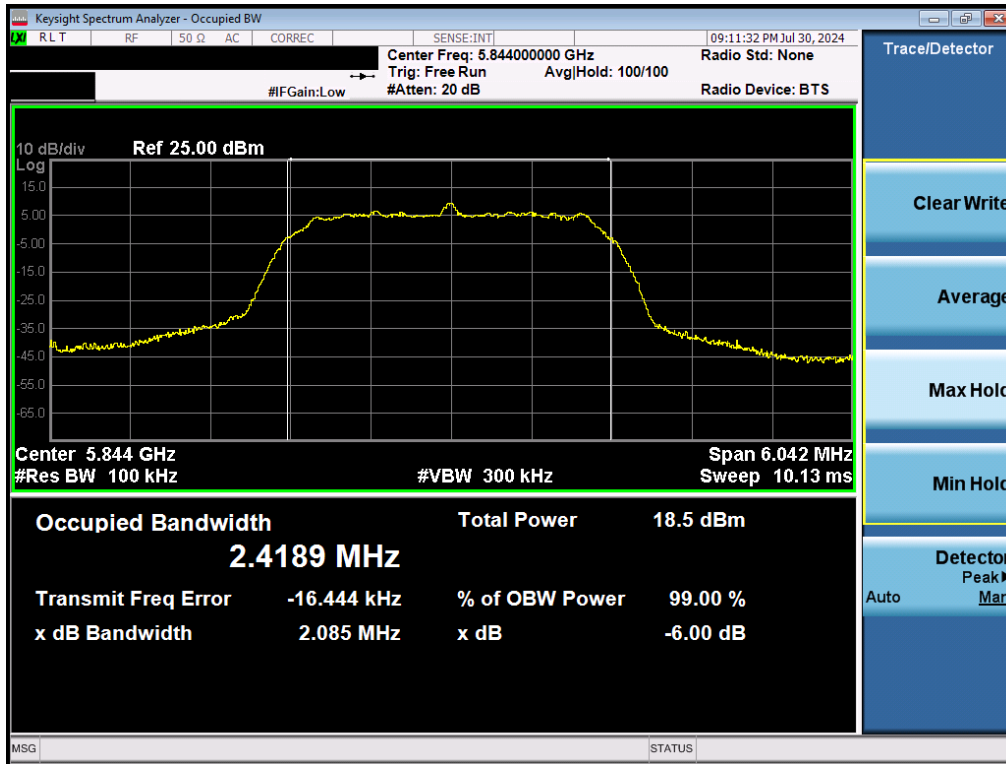 Keysight Spectrum Analyzer - Occupied BW
LXI RLT RF 50 Ω AC CORREC SENSE:INT 09:11:32 PM Jul 30, 2024
Center Freq: 5.844000000 GHz Radio Std: None
Trig: Free Run Avg|Hold: 100/100
#IFGain:Low #Atten: 20 dB Radio Device: BTS
10 dB/div Ref 25.00 dBm
Log
15.0
5.00
-5.00
-15.0
-25.0
-35.0
-45.0
-55.0
-65.0
Center 5.844 GHz Span 6.042 MHz
#Res BW 100 kHz #VBW 300 kHz Sweep 10.13 ms
Occupied Bandwidth Total Power 18.5 dBm
2.4189 MHz
Transmit Freq Error -16.444 kHz % of OBW Power 99.00 %
x dB Bandwidth 2.085 MHz x dB -6.00 dB
MSG STATUS
Trace/Detector
Clear Write
Average
Max Hold
Min Hold
Detector
Peak
Auto Man